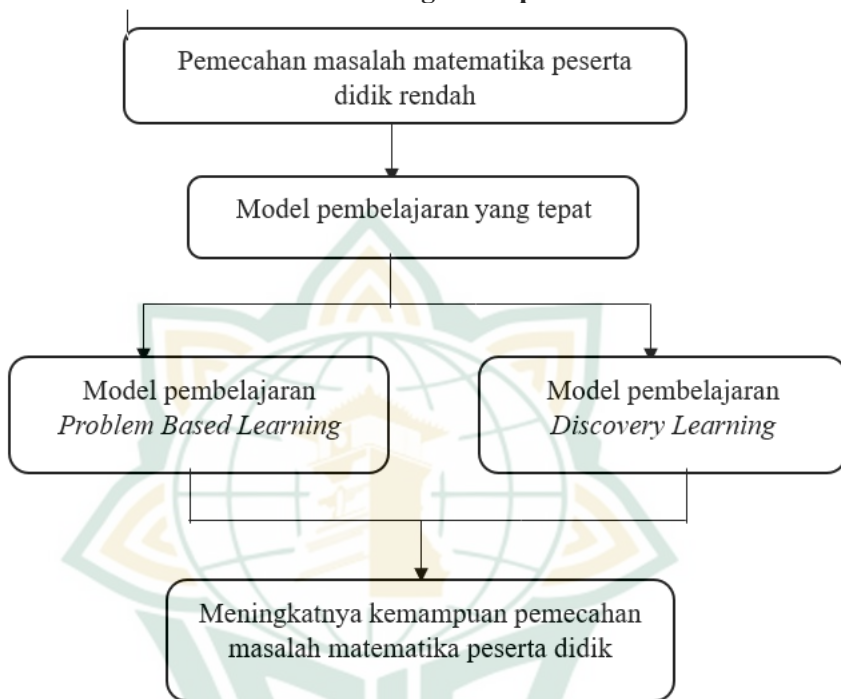 Pemecahan masalah matematika peserta
didik rendah
Model pembelajaran yang tepat
Model pembelajaran
Problem Based Learning
Model pembelajaran
Discovery Learning
Meningkatnya kemampuan pemecahan
masalah matematika peserta didik